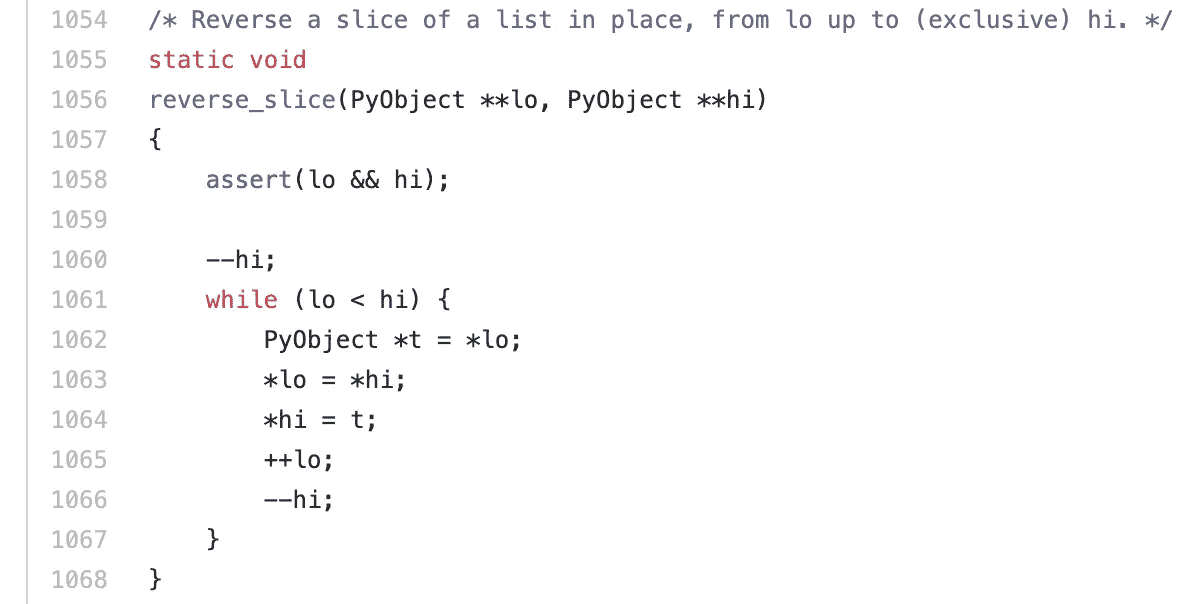 1054 /* Reverse a slice of a list in place, from lo up to (exclusive) hi. */
1055 static void
1056 reverse_slice(PyObject **lo, PyObject **hi)
1057 {
1058     assert(lo && hi);
1059
1060     --hi;
1061     while (lo < hi) {
1062         PyObject *t = *lo;
1063         *lo = *hi;
1064         *hi = t;
1065         ++lo;
1066         --hi;
1067     }
1068 }